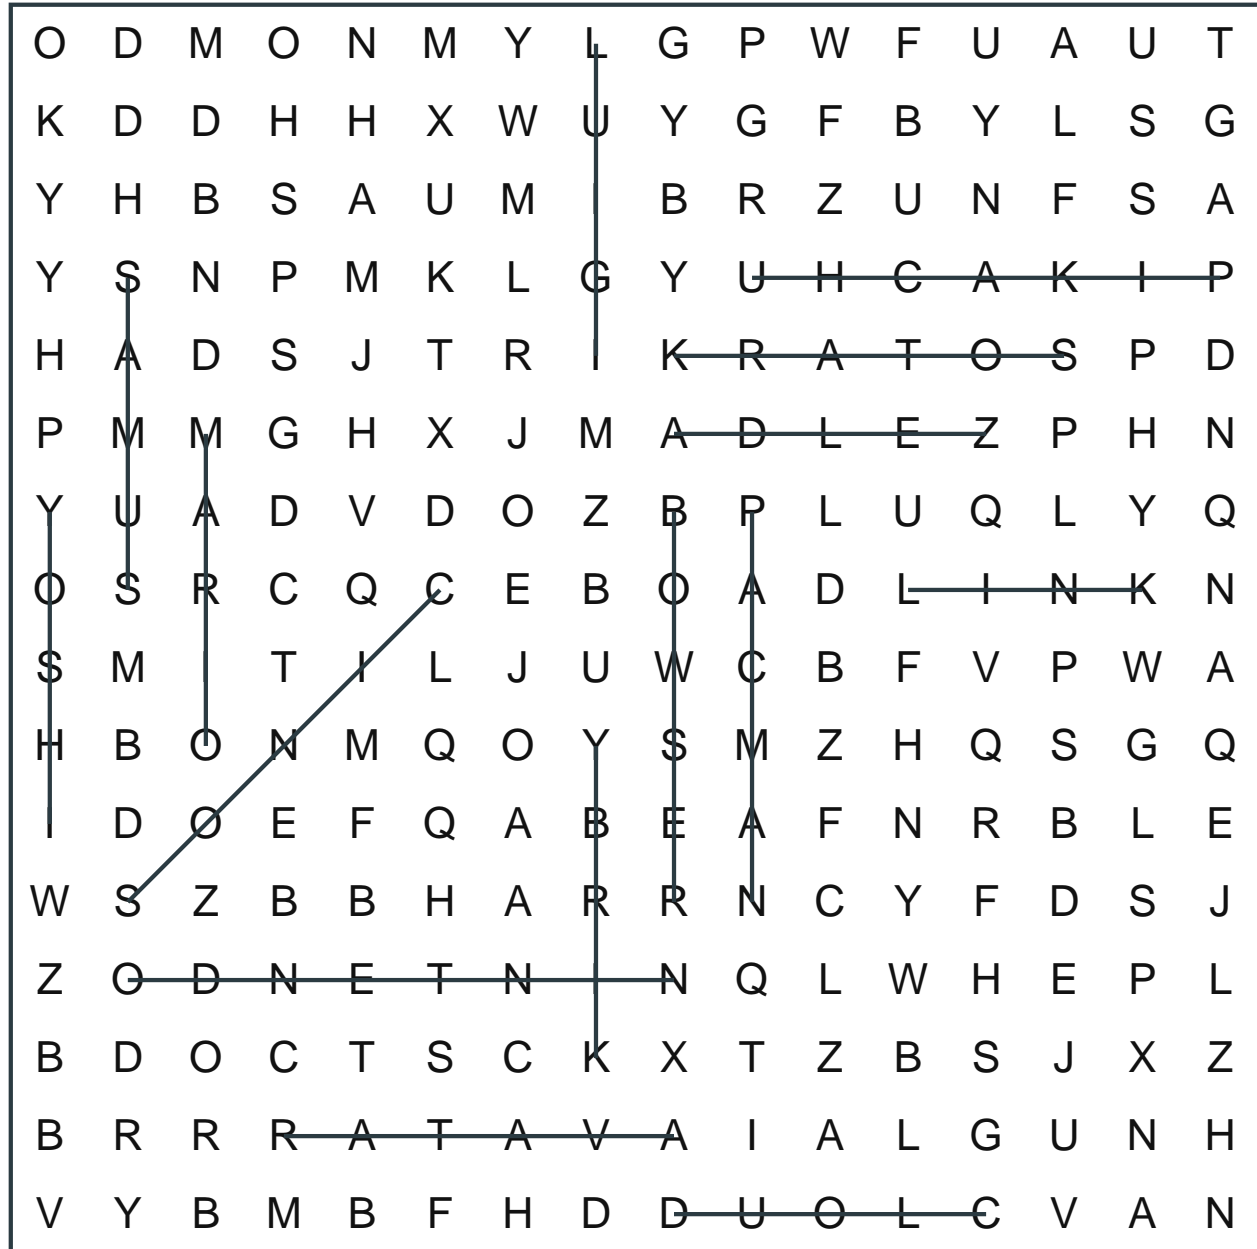 O D M O N M Y L G P W F U A U T
K D D H H X W U Y G F B Y L S G
Y H B S A U M I B R Z U N F S A
Y S N P M K L G Y U H C A K I P
H A D S J T R I K R A T O S P D
P M M G H X J M A D L E Z P H N
Y U A D V D O Z B P L U Q L Y Q
O S R C Q C E B O A D L I N K N
S M I T I L J U W C B F V P W A
H B O N M Q O Y S M Z H Q S G Q
I D O E F Q A B E A F N R B L E
W S Z B B H A R R N C Y F D S J
Z O D N E T N I N Q L W H E P L
B D O C T S C K X T Z B S J X Z
B R R R A T A V A I A L G U N H
V Y B M B F H D D U O L C V A N